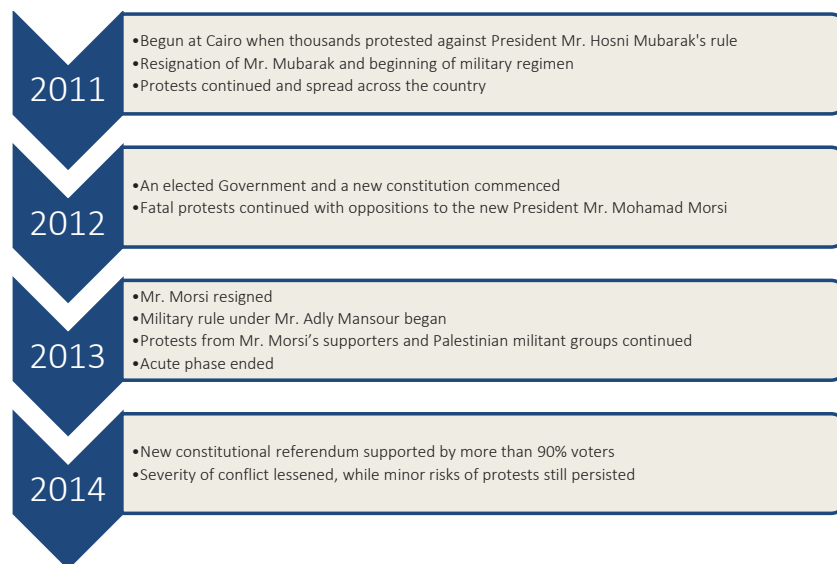 2011
•Begun at Cairo when thousands protested against President Mr. Hosni Mubarak's rule
•Resignation of Mr. Mubarak and beginning of military regimen
•Protests continued and spread across the country
2012
•An elected Government and a new constitution commenced
•Fatal protests continued with oppositions to the new President Mr. Mohamad Morsi
2013
•Mr. Morsi resigned
•Military rule under Mr. Adly Mansour began
•Protests from Mr. Morsi’s supporters and Palestinian militant groups continued
•Acute phase ended
2014
•New constitutional referendum supported by more than 90% voters
•Severity of conflict lessened, while minor risks of protests still persisted